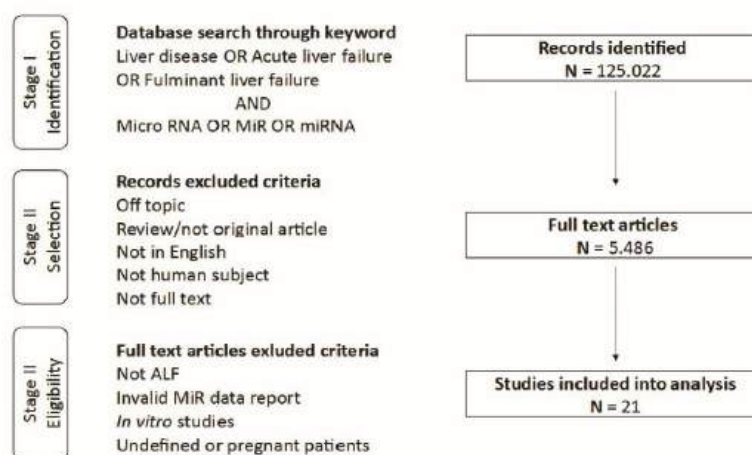 Stage I
Identification
Database search through keyword
Liver disease OR Acute liver failure
OR Fulminant liver failure
AND
Micro RNA OR MiR OR miRNA
Records identified
N = 125.022
Stage II
Selection
Records excluded criteria
Off topic
Review/not original article
Not in English
Not human subject
Not full text
Full text articles
N = 5.486
Stage II
Eligibility
Full text articles exluded criteria
Not ALF
Invalid MiR data report
In vitro studies
Undefined or pregnant patients
Studies included into analysis
N = 21